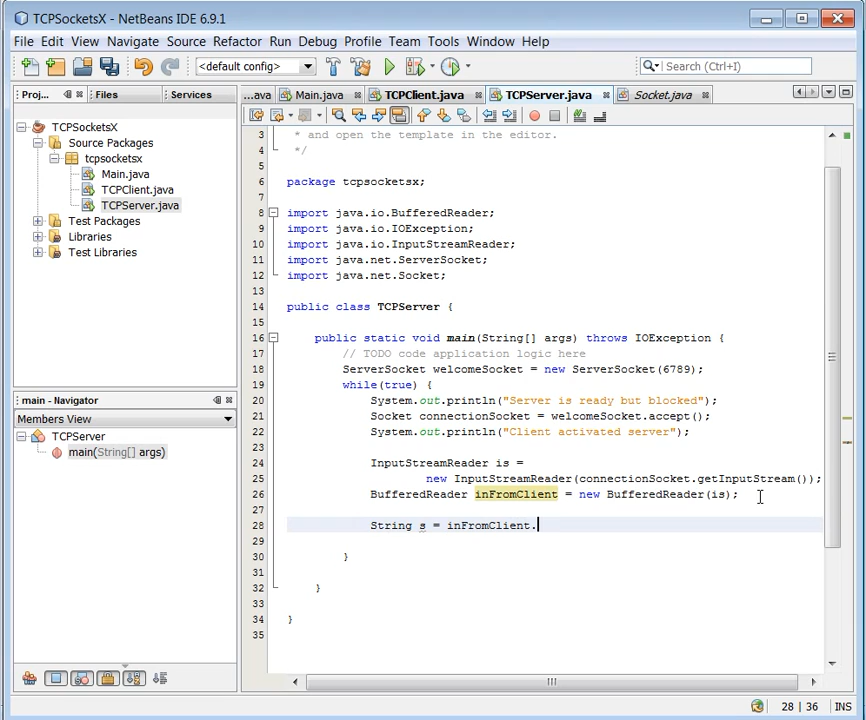 TCPSocketsX - NetBeans IDE 6.9.1
File Edit View Navigate Source Refactor Run Debug Profile Team Tools Window Help
<default config>
Search (Ctrl+I)
Proj... Files Services
...ava Main.java TCPClient.java TCPServer.java Socket.java
TCPSocketsX
Source Packages
tcpsocketsx
Main.java
TCPClient.java
TCPServer.java
Test Packages
Libraries
Test Libraries
main - Navigator
Members View
TCPServer
main(String[] args)
3 * and open the template in the editor.
4 */
5
6 package tcpsocketsx;
7
8 import java.io.BufferedReader;
9 import java.io.IOException;
10 import java.io.InputStreamReader;
11 import java.net.ServerSocket;
12 import java.net.Socket;
13
14 public class TCPServer {
15
16 public static void main(String[] args) throws IOException {
17 // TODO code application logic here
18 ServerSocket welcomeSocket = new ServerSocket(6789);
19 while(true) {
20 System.out.println("Server is ready but blocked");
21 Socket connectionSocket = welcomeSocket.accept();
22 System.out.println("Client activated server");
23
24 InputStreamReader is =
25 new InputStreamReader(connectionSocket.getInputStream());
26 BufferedReader inFromClient = new BufferedReader(is);
27
28 String s = inFromClient.
29
30 }
31
32 }
33
34 }
35
28 | 36 INS